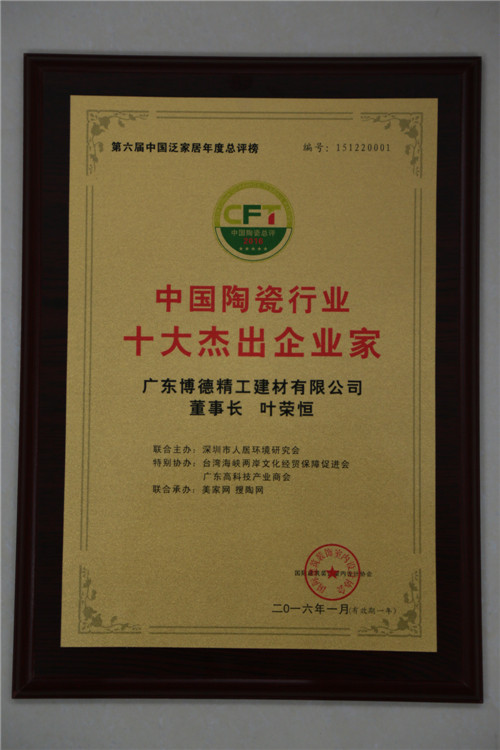 第六届中国泛家居年度总评榜
编号：151220001
CFT
中国陶瓷总评
中国陶瓷行业
十大杰出企业家
广东博德精工建材有限公司
董事长 叶荣恒
联合主办：深圳市人居环境研究会
特别协办：台湾海峡两岸文化经贸保障促进会
广东高科技产业商会
联合承办：美家网 搜陶网
二〇一六年一月(有效期一年)